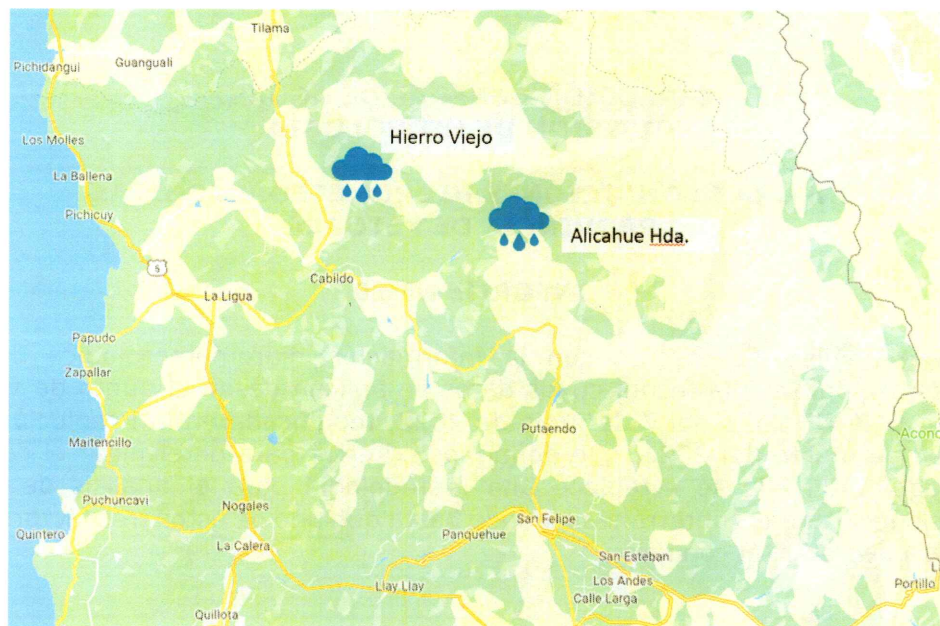 Tilama
Guanguali
Pichidangui
Hierro Viejo
Los Molles
La Ballena
Pichicuy
Alicahue Hda.
5
Cabildo
La Ligua
Papudo
Zapallar
Putaendo
Maitencillo
Puchuncavi
Nogales
San Felipe
Quintero
Panquehue
La Calera
San Esteban
Llay Llay
Los Andes
Portillo
Calle Larga
Quillota